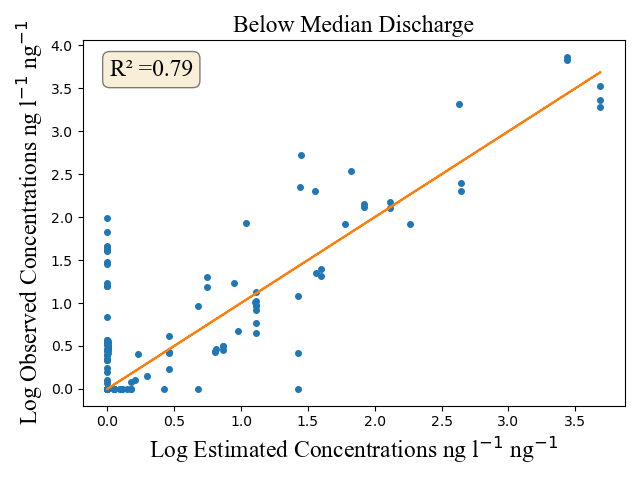 Below Median Discharge
R² =0.79
Log Observed Concentrations ng l⁻¹ ng⁻¹
4.0
3.5
3.0
2.5
2.0
1.5
1.0
0.5
0.0
0.0 0.5 1.0 1.5 2.0 2.5 3.0 3.5
Log Estimated Concentrations ng l⁻¹ ng⁻¹